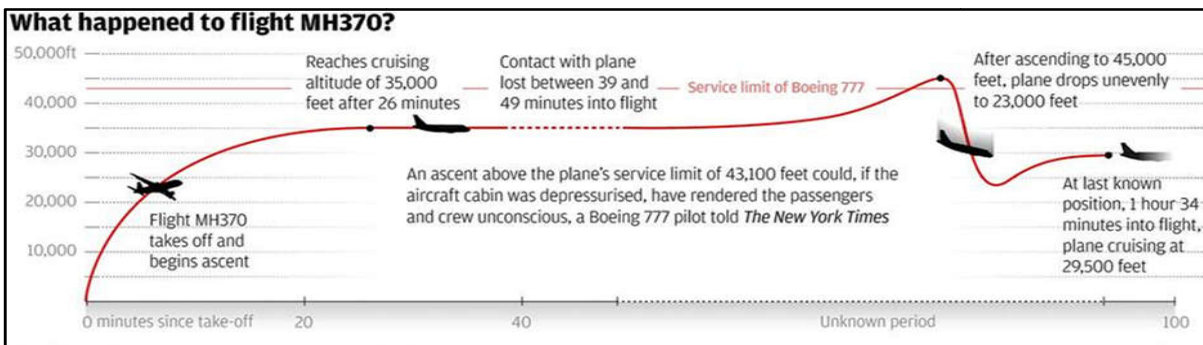 What happened to flight MH370?
50,000ft
40,000
30,000
20,000
10,000
Reaches cruising
altitude of 35,000
feet after 26 minutes
Contact with plane
lost between 39 and
49 minutes into flight
Service limit of Boeing 777
After ascending to 45,000
feet, plane drops unevenly
to 23,000 feet
An ascent above the plane's service limit of 43,100 feet could, if the
aircraft cabin was depressurised, have rendered the passengers
and crew unconscious, a Boeing 777 pilot told The New York Times
Flight MH370
takes off and
begins ascent
At last known
position, 1 hour 34
minutes into flight,
plane cruising at
29,500 feet
0 minutes since take-off
20
40
Unknown period
100